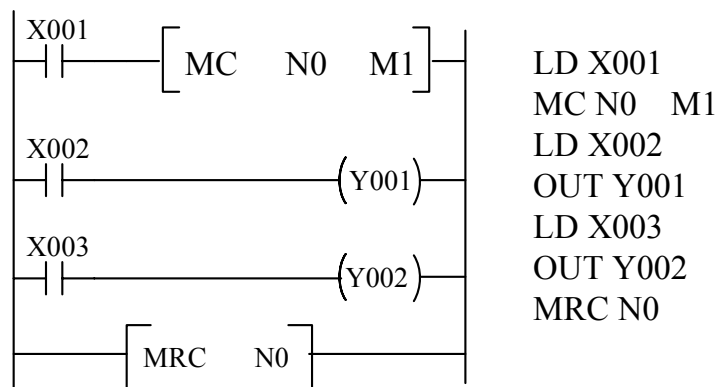 X001
MC N0 M1
X002
Y001
X003
Y002
MRC N0
LD X001
MC N0 M1
LD X002
OUT Y001
LD X003
OUT Y002
MRC N0